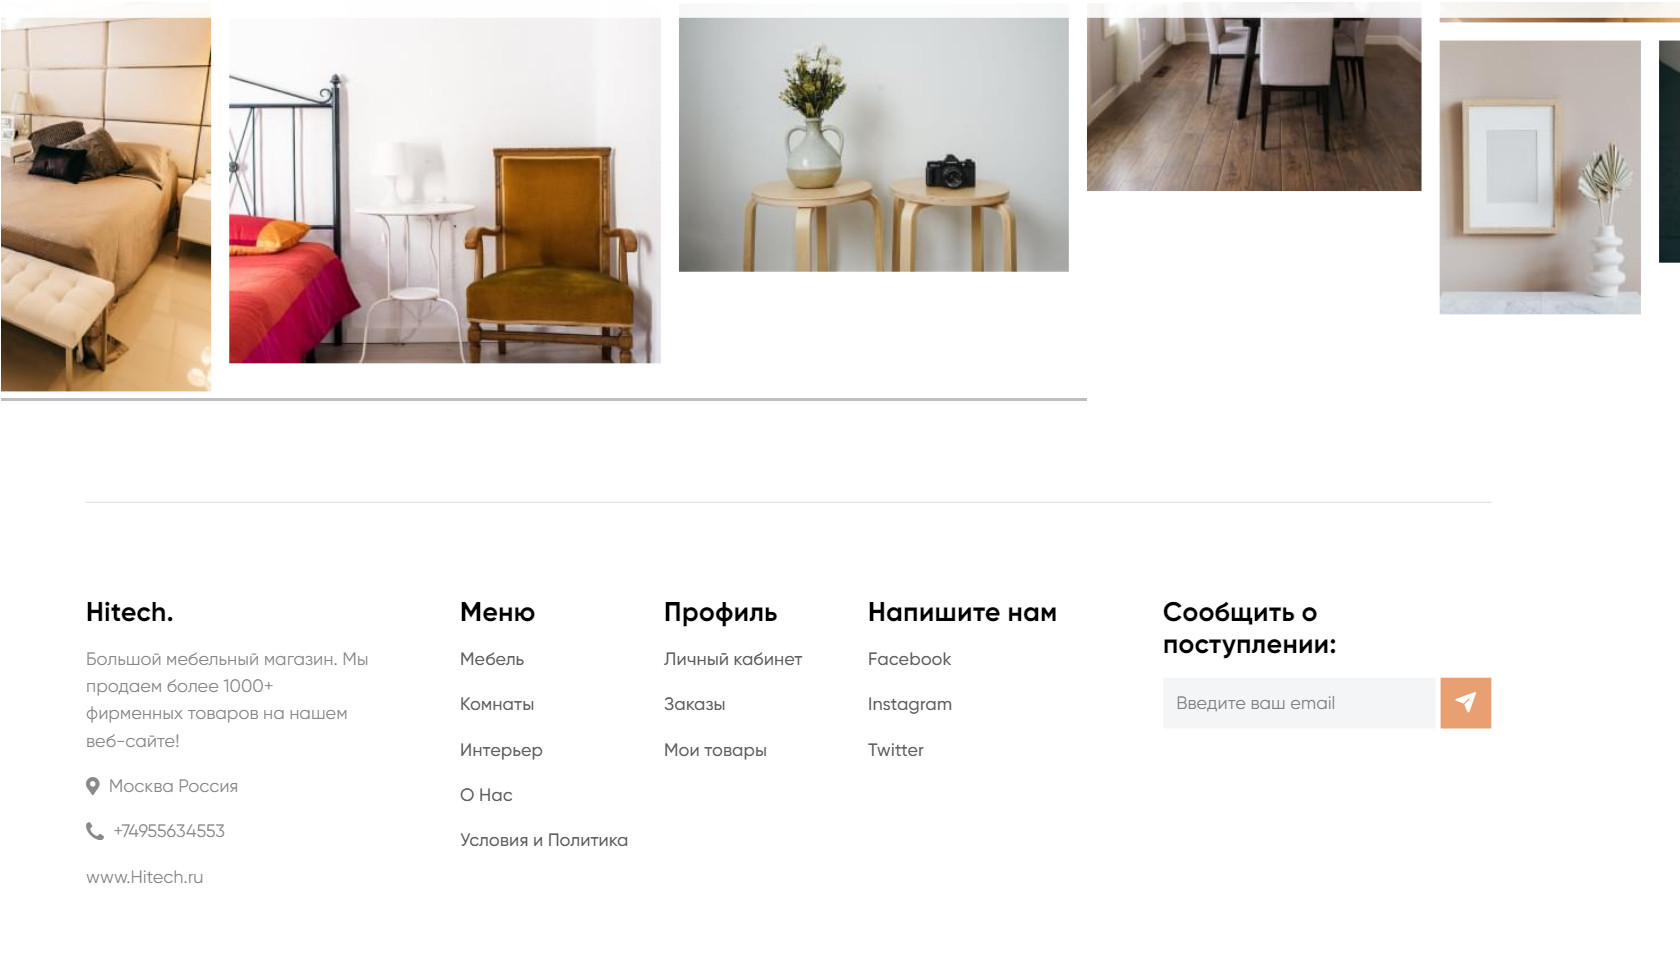 Hitech.
Большой мебельный магазин. Мы
продаем более 1000+
фирменных товаров на нашем
веб-сайте!
Москва Россия
+74955634553
www.Hitech.ru
Меню
Мебель
Комнаты
Интерьер
О Нас
Условия и Политика
Профиль
Личный кабинет
Заказы
Мои товары
Напишите нам
Facebook
Instagram
Twitter
Сообщить о
поступлении:
Введите ваш email